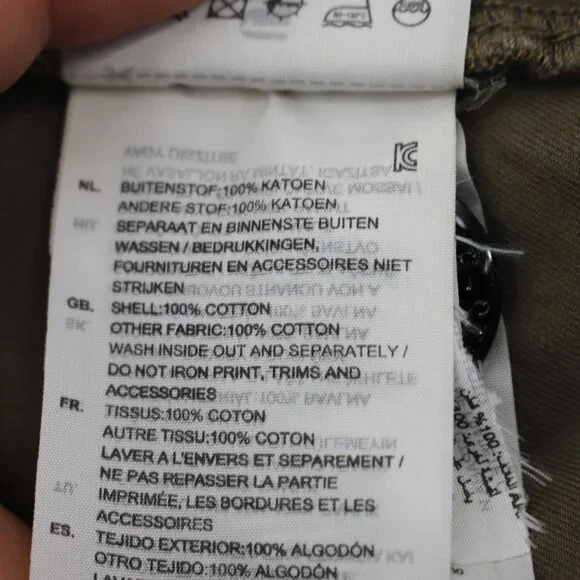 NL. BUITENSTOF:100% KATOEN
ANDERE STOF:100% KATOEN
SEPARAAT EN BINNENSTE BUITEN
WASSEN / BEDRUKKINGEN,
FOURNITUREN EN ACCESSOIRES NIET
STRIJKEN
GB. SHELL:100% COTTON
OTHER FABRIC:100% COTTON
WASH INSIDE OUT AND SEPARATELY /
DO NOT IRON PRINT, TRIMS AND
ACCESSORIES
FR. TISSUS:100% COTON
AUTRE TISSU:100% COTON
LAVER A L'ENVERS ET SEPAREMENT /
NE PAS REPASSER LA PARTIE
IMPRIMÉE, LES BORDURES ET LES
ACCESSOIRES
ES. TEJIDO EXTERIOR:100% ALGODÓN
OTRO TEJIDO:100% ALGODÓN